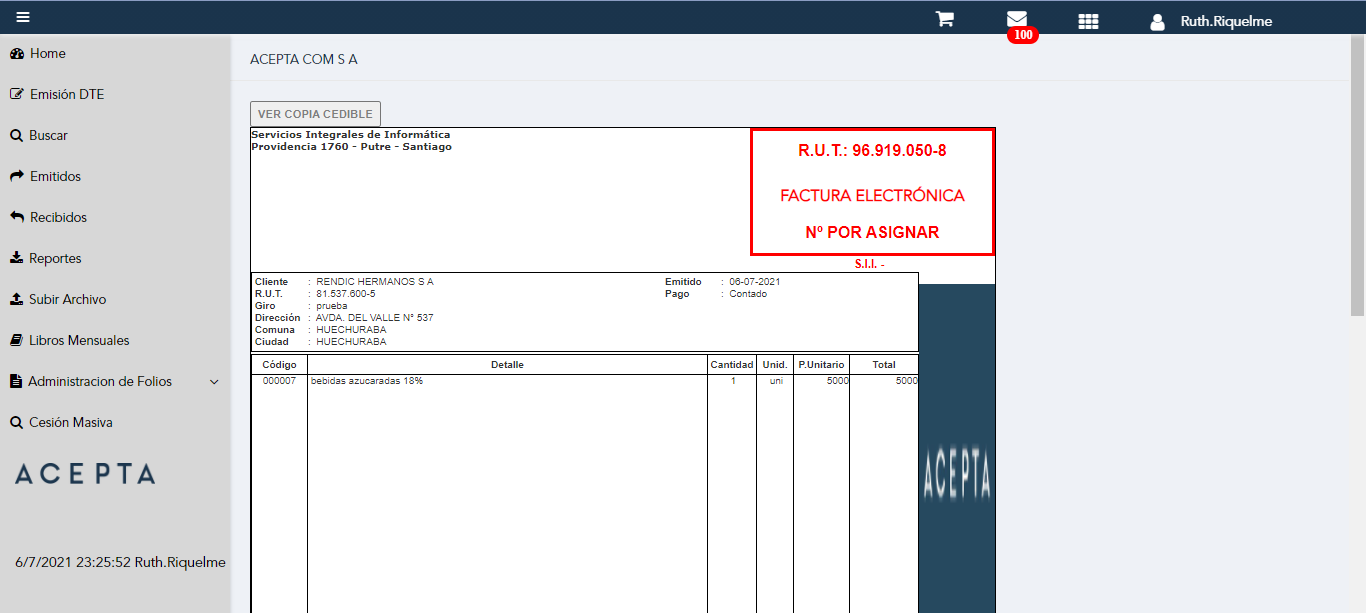 Ruth.Riquelme
100
Home
Emisión DTE
Buscar
Emitidos
Recibidos
Reportes
Subir Archivo
Libros Mensuales
Administracion de Folios
Cesión Masiva
ACEPTA
6/7/2021 23:25:52 Ruth.Riquelme
ACEPTA COM S A
VER COPIA CEDIBLE
Servicios Integrales de Informática
Providencia 1760 - Putre - Santiago
R.U.T.: 96.919.050-8
FACTURA ELECTRÓNICA
Nº POR ASIGNAR
S.I.I. -
Cliente : RENDIC HERMANOS S A Emitido : 06-07-2021
R.U.T. : 81.537.600-5 Pago : Contado
Giro : prueba
Dirección : AVDA. DEL VALLE N° 537
Comuna : HUECHURABA
Ciudad : HUECHURABA
Código Detalle Cantidad Unid. P.Unitario Total
000007 bebidas azucaradas 18% 1 uni 5000 5000
ACEPTA